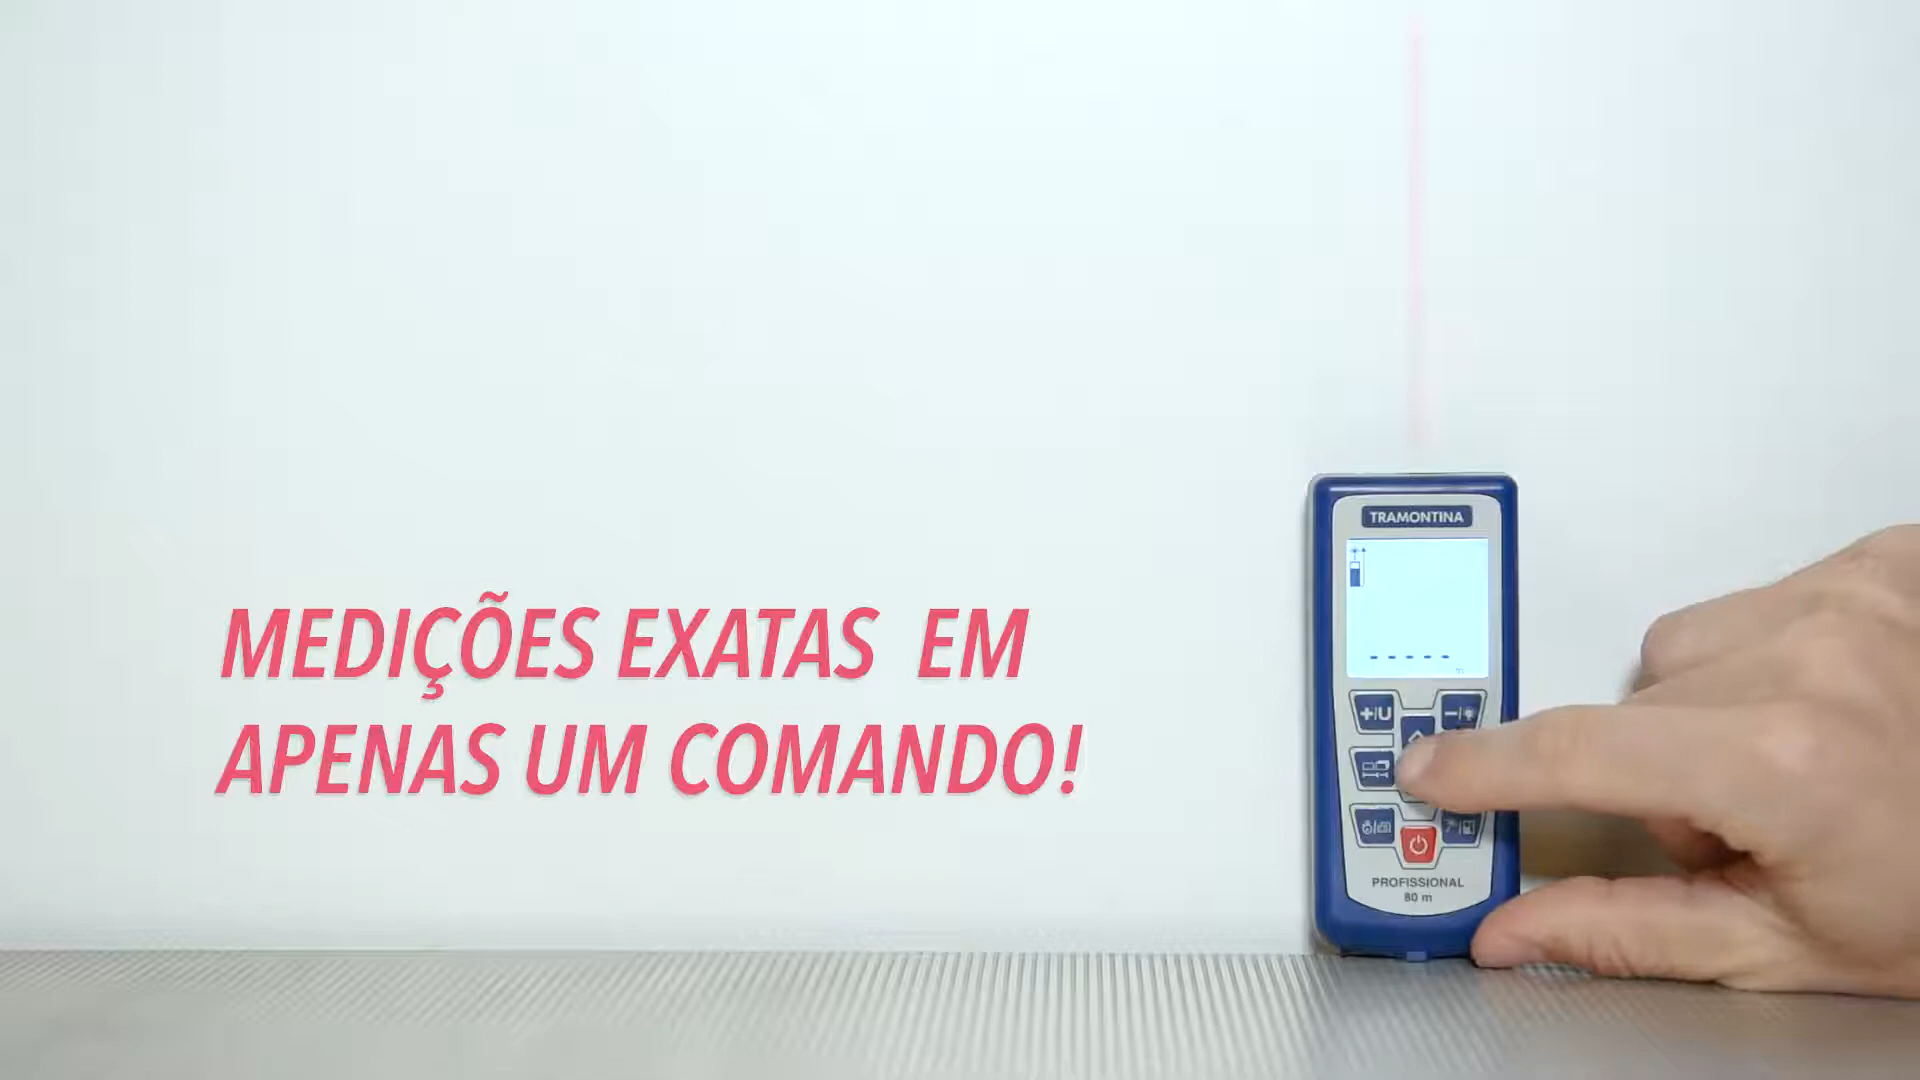 TRAMONTINA
MEDIÇÕES EXATAS EM
APENAS UM COMANDO!
+/U
PROFISSIONAL
80 m